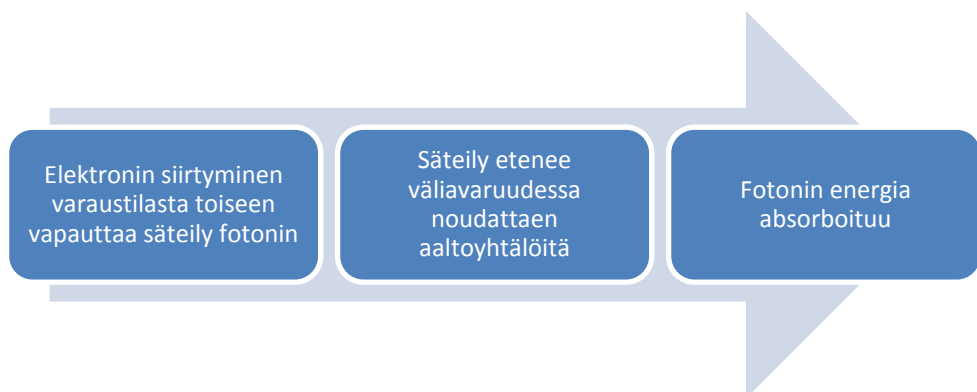 Elektronin siirtyminen
varaustilasta toiseen
vapauttaa säteily fotonin
Säteily etenee
väliavaruudessa
noudattaen
aaltoyhtälöitä
Fotonin energia
absorboituu